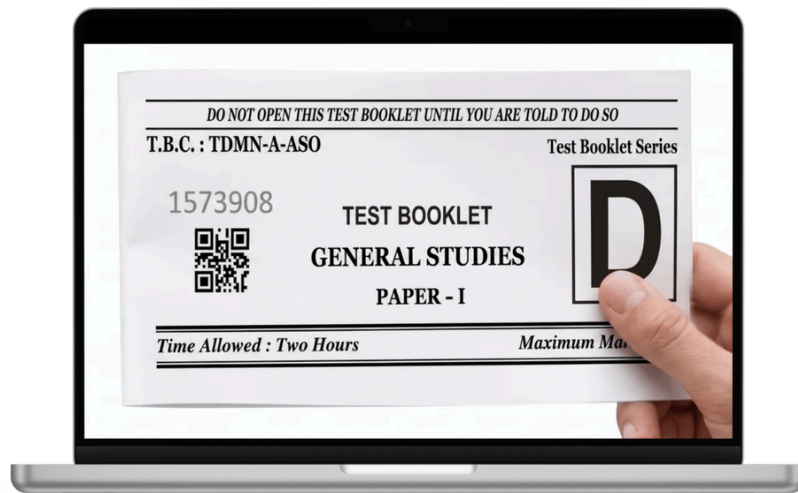 DO NOT OPEN THIS TEST BOOKLET UNTIL YOU ARE TOLD TO DO SO
T.B.C. : TDMN-A-ASO
Test Booklet Series
1573908
D
TEST BOOKLET
GENERAL STUDIES
PAPER - I
Time Allowed : Two Hours
Maximum